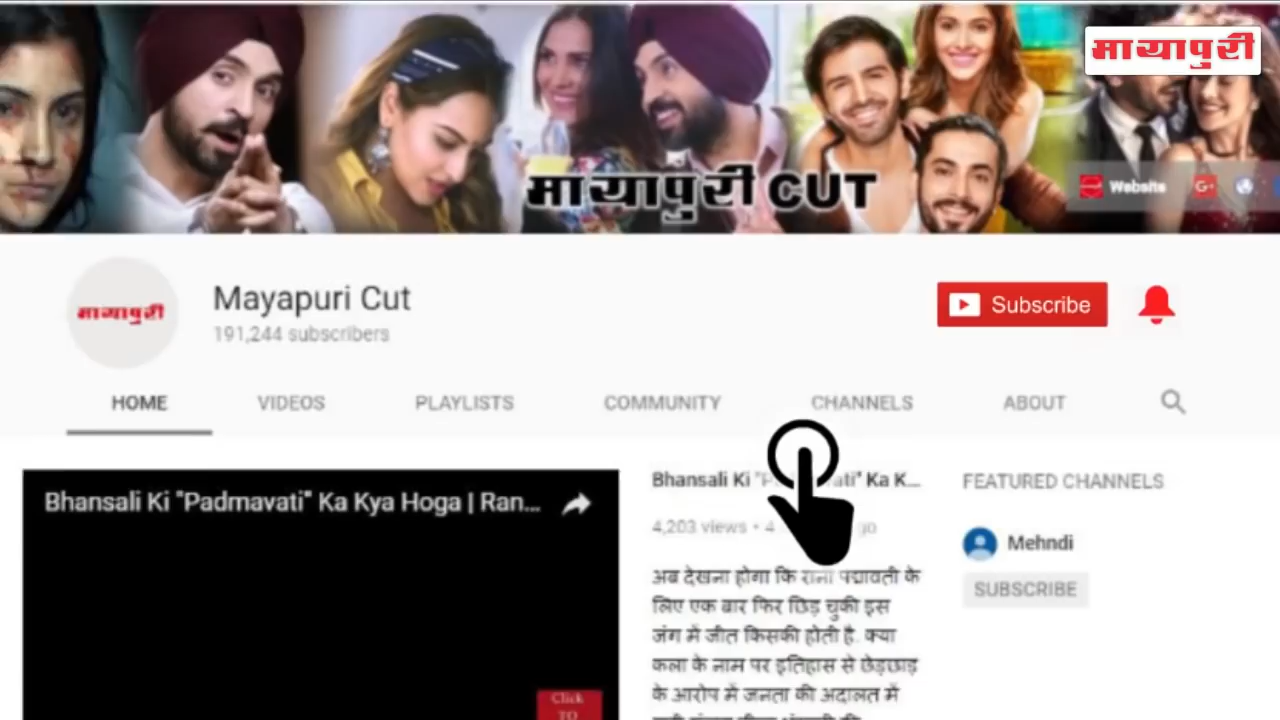 मायापुरी
मायापुरी CUT
Website
G+
मायापुरी
Mayapuri Cut
191,244 subscribers
Subscribe
HOME VIDEOS PLAYLISTS COMMUNITY CHANNELS ABOUT
Bhansali Ki "Padmavati" Ka Kya Hoga | Ran...
Bhansali Ki "P ati" Ka K...
FEATURED CHANNELS
4,203 views • 4 go
Mehndi
SUBSCRIBE
अब देखना होगा कि रानी पद्मावती के
लिए एक बार फिर छिड़ चुकी इस
जंग में जीत किसकी होती है. क्या
कला के नाम पर इतिहास से छेड़छाड़
के आरोप में जनता की अदालत में
Click
TO